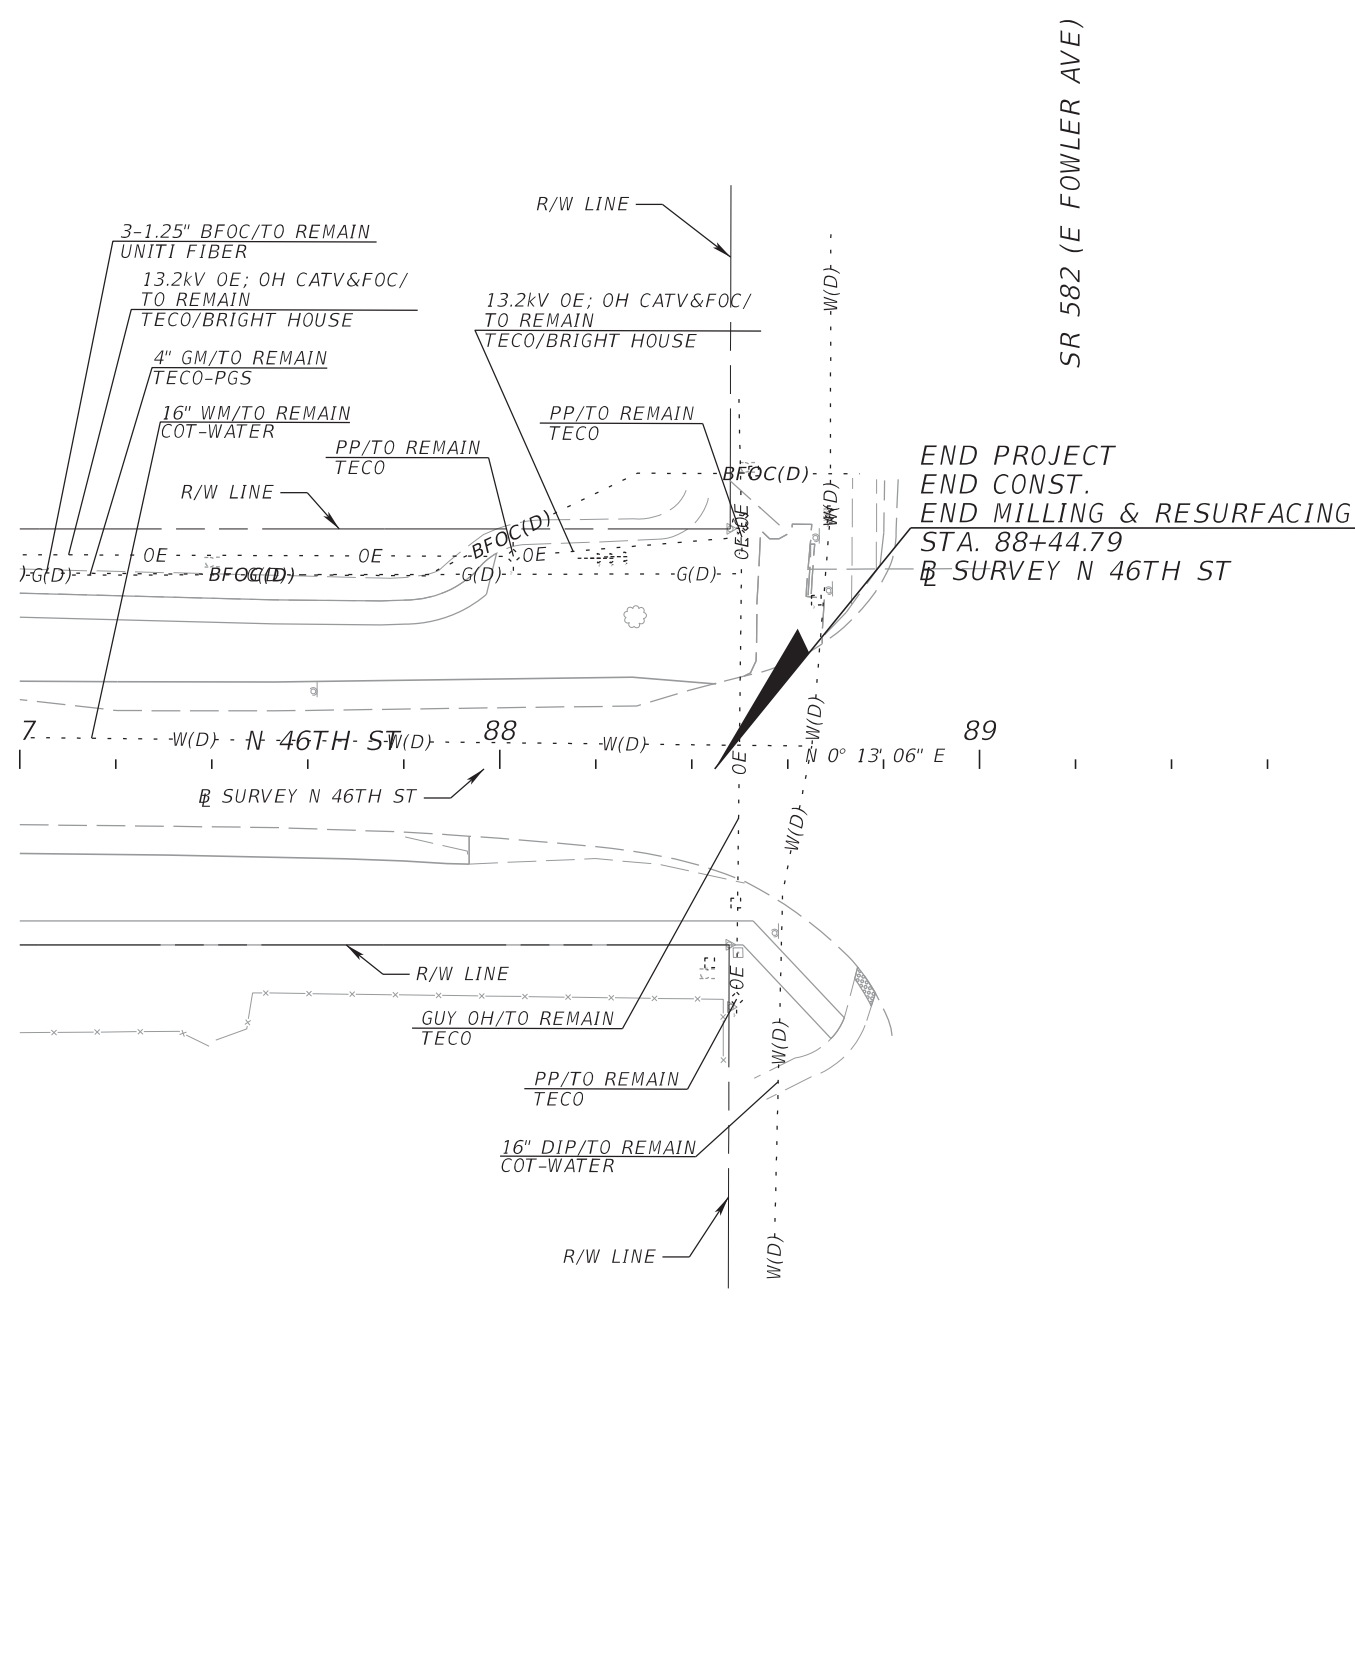 SR 582 (E FOWLER AVE)
R/W LINE
3-1.25" BFOC/TO REMAIN
UNITI FIBER
13.2kV OE; OH CATV&FOC/
TO REMAIN
TECO/BRIGHT HOUSE
13.2kV OE; OH CATV&FOC/
TO REMAIN
TECO/BRIGHT HOUSE
W(D)
4" GM/TO REMAIN
TECO-PGS
16" WM/TO REMAIN
COT-WATER
PP/TO REMAIN
TECO
PP/TO REMAIN
TECO
R/W LINE
BFOC(D)
W(D)
END PROJECT
END CONST.
END MILLING & RESURFACING
STA. 88+44.79
BL SURVEY N 46TH ST
BFOC(D)
OE
OE
OE
OE
OE
)
G(D)
BFOC(D)
G(D)
G(D)
G(D)
7
W(D)
N 46TH ST
W(D)
88
W(D)
W(D)
89
OE
N 0° 13' 06" E
BL SURVEY N 46TH ST
W(D)
R/W LINE
OE
GUY OH/TO REMAIN
TECO
W(D)
PP/TO REMAIN
TECO
16" DIP/TO REMAIN
COT-WATER
R/W LINE
W(D)